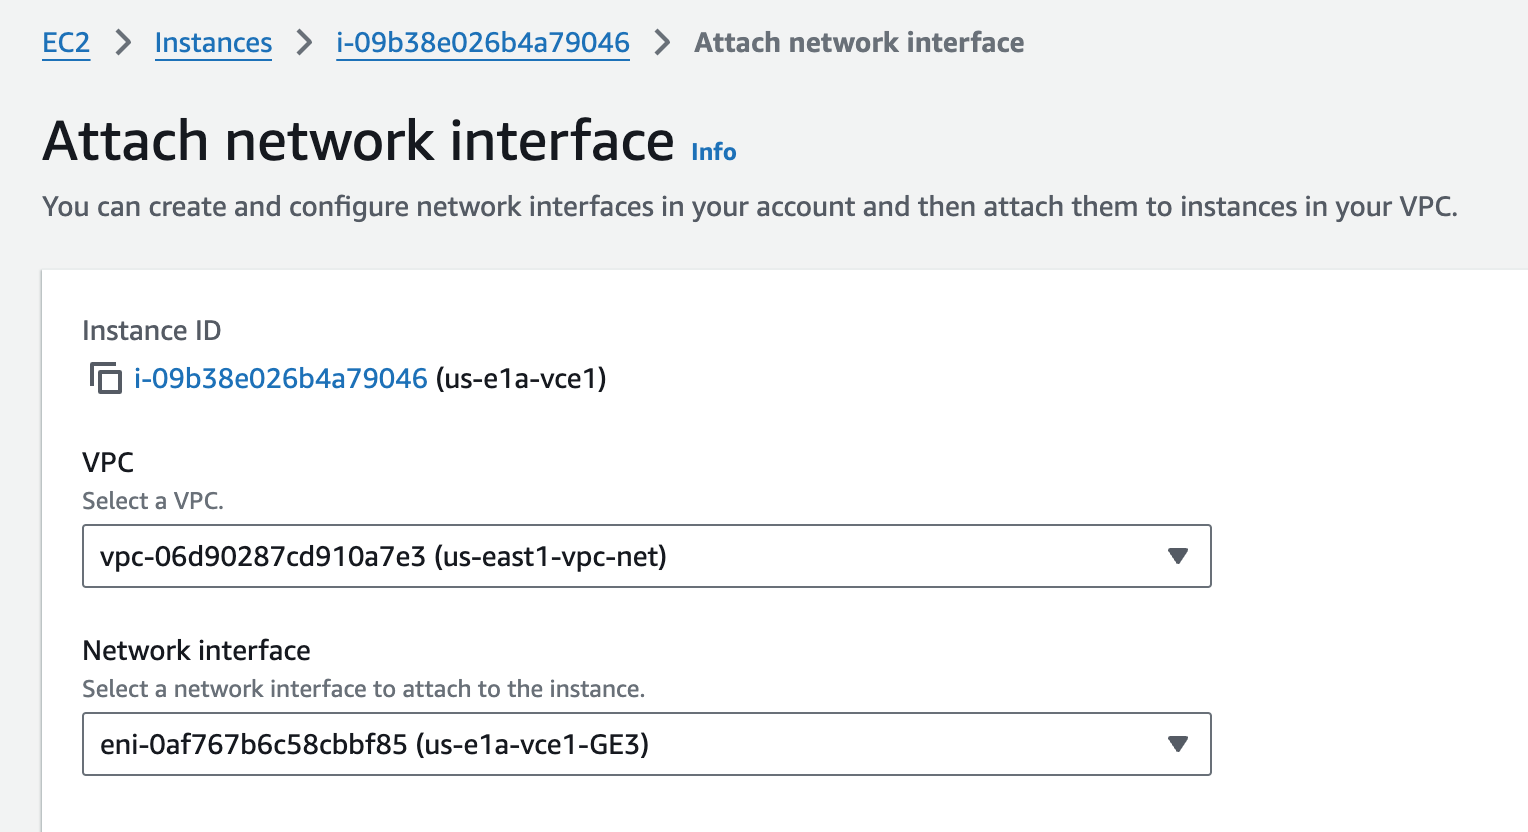 EC2 > Instances > i-09b38e026b4a79046 > Attach network interface
Attach network interface Info
You can create and configure network interfaces in your account and then attach them to instances in your VPC.
Instance ID
i-09b38e026b4a79046 (us-e1a-vce1)
VPC
Select a VPC.
vpc-06d90287cd910a7e3 (us-east1-vpc-net)
Network interface
Select a network interface to attach to the instance.
eni-0af767b6c58cbbf85 (us-e1a-vce1-GE3)